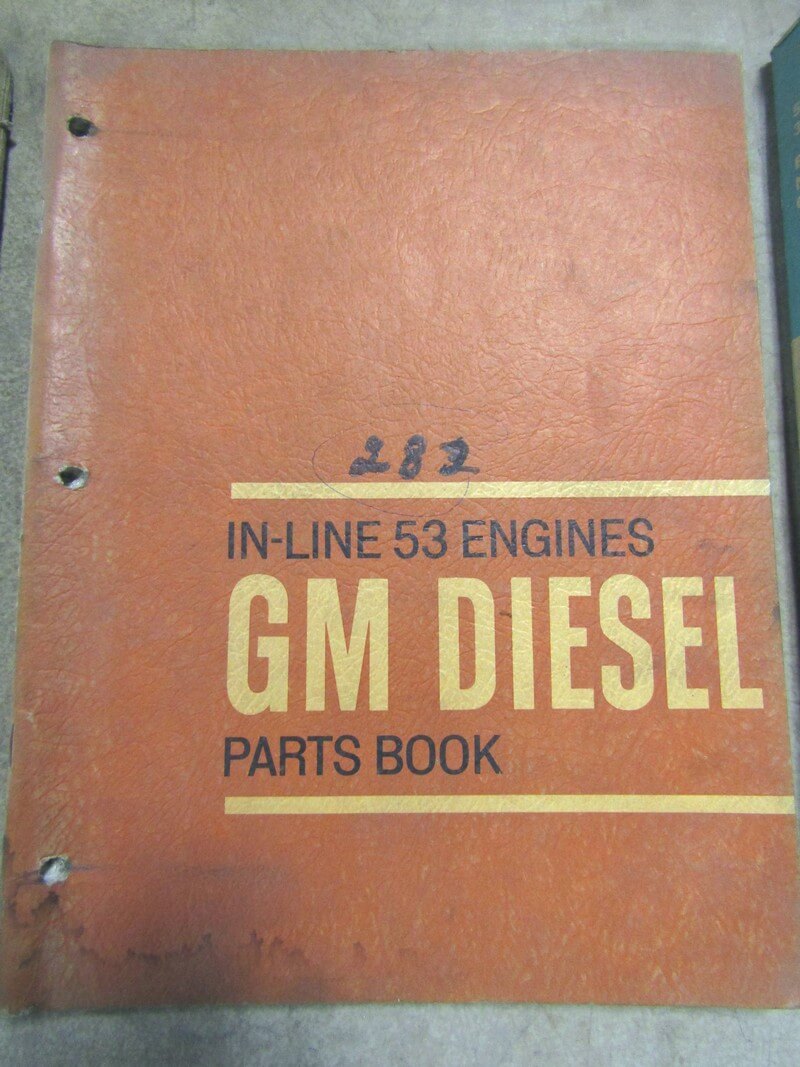 282
IN-LINE 53 ENGINES
GM DIESEL
PARTS BOOK